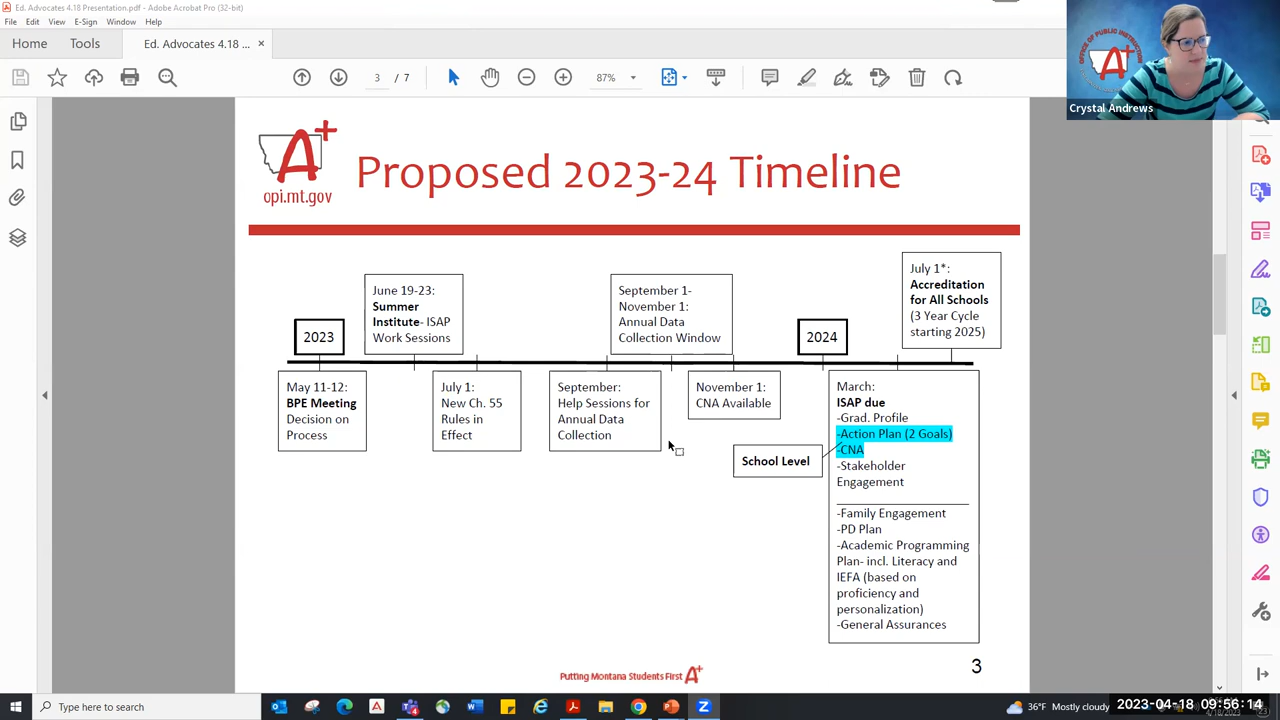 Ed. Advocates 4.18 Presentation.pdf - Adobe Acrobat Pro (32-bit)
File Edit View E-Sign Window Help
Home Tools Ed. Advocates 4.18 ... ×
3 / 7 87%
OFFICE OF PUBLIC INSTRUCTION
A+
Crystal Andrews
A+
opi.mt.gov
Proposed 2023-24 Timeline
2023
June 19-23:
Summer
Institute- ISAP
Work Sessions
September 1-
November 1:
Annual Data
Collection Window
2024
July 1*:
Accreditation
for All Schools
(3 Year Cycle
starting 2025)
May 11-12:
BPE Meeting
Decision on
Process
July 1:
New Ch. 55
Rules in
Effect
September:
Help Sessions for
Annual Data
Collection
November 1:
CNA Available
School Level
March:
ISAP due
-Grad. Profile
-Action Plan (2 Goals)
-CNA
-Stakeholder
Engagement
-Family Engagement
-PD Plan
-Academic Programming
Plan- incl. Literacy and
IEFA (based on
proficiency and
personalization)
-General Assurances
Putting Montana Students First A+
3
Type here to search
36°F Mostly cloudy
2023-04-18 09:56:14